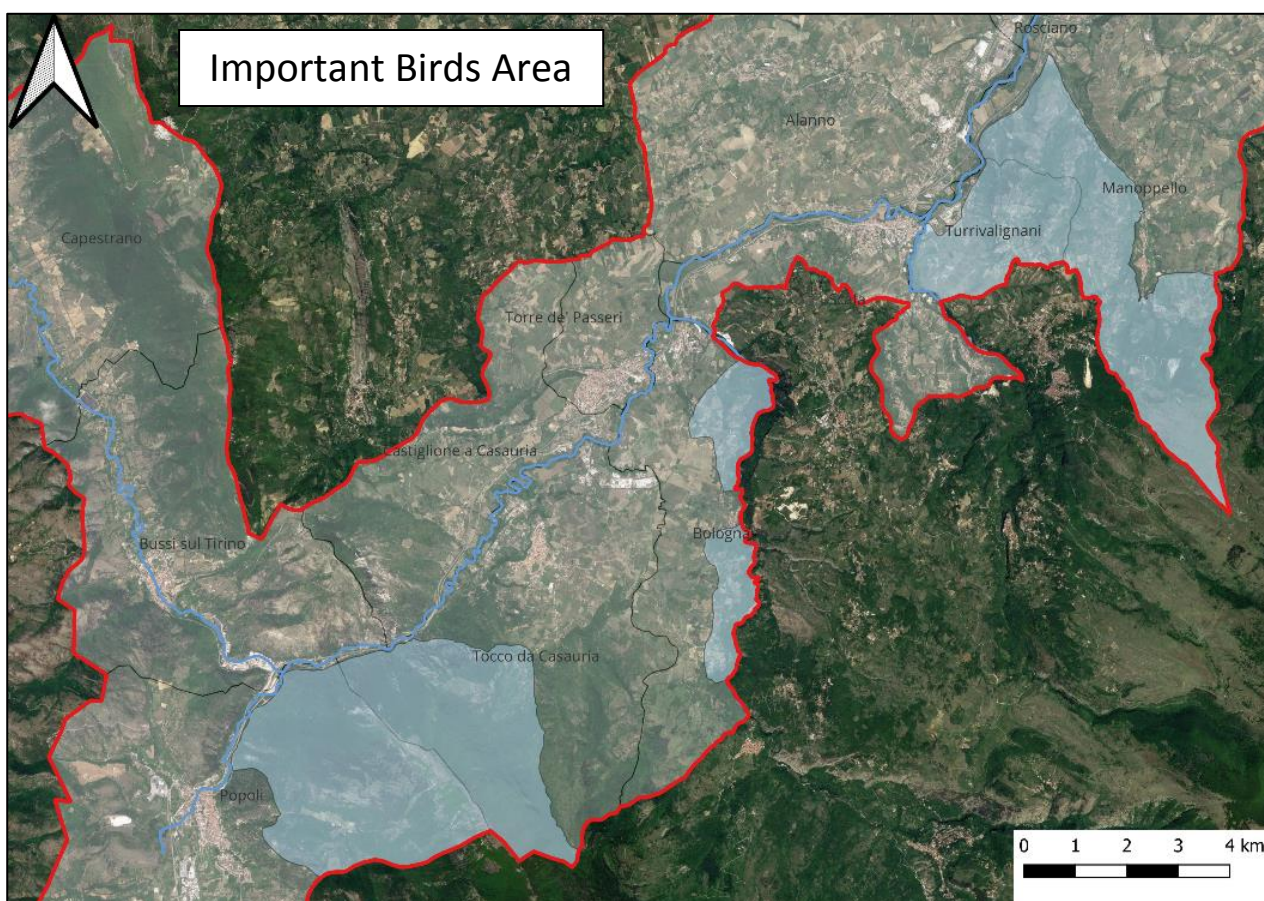 Important Birds Area
Rosciano
Alanno
Manoppello
Capestrano
Turrivalignani
Torre de' Passeri
Castiglione a Casauria
Bussi sul Tirino
Bologna
Tocco da Casauria
Popoli
0 1 2 3 4 km